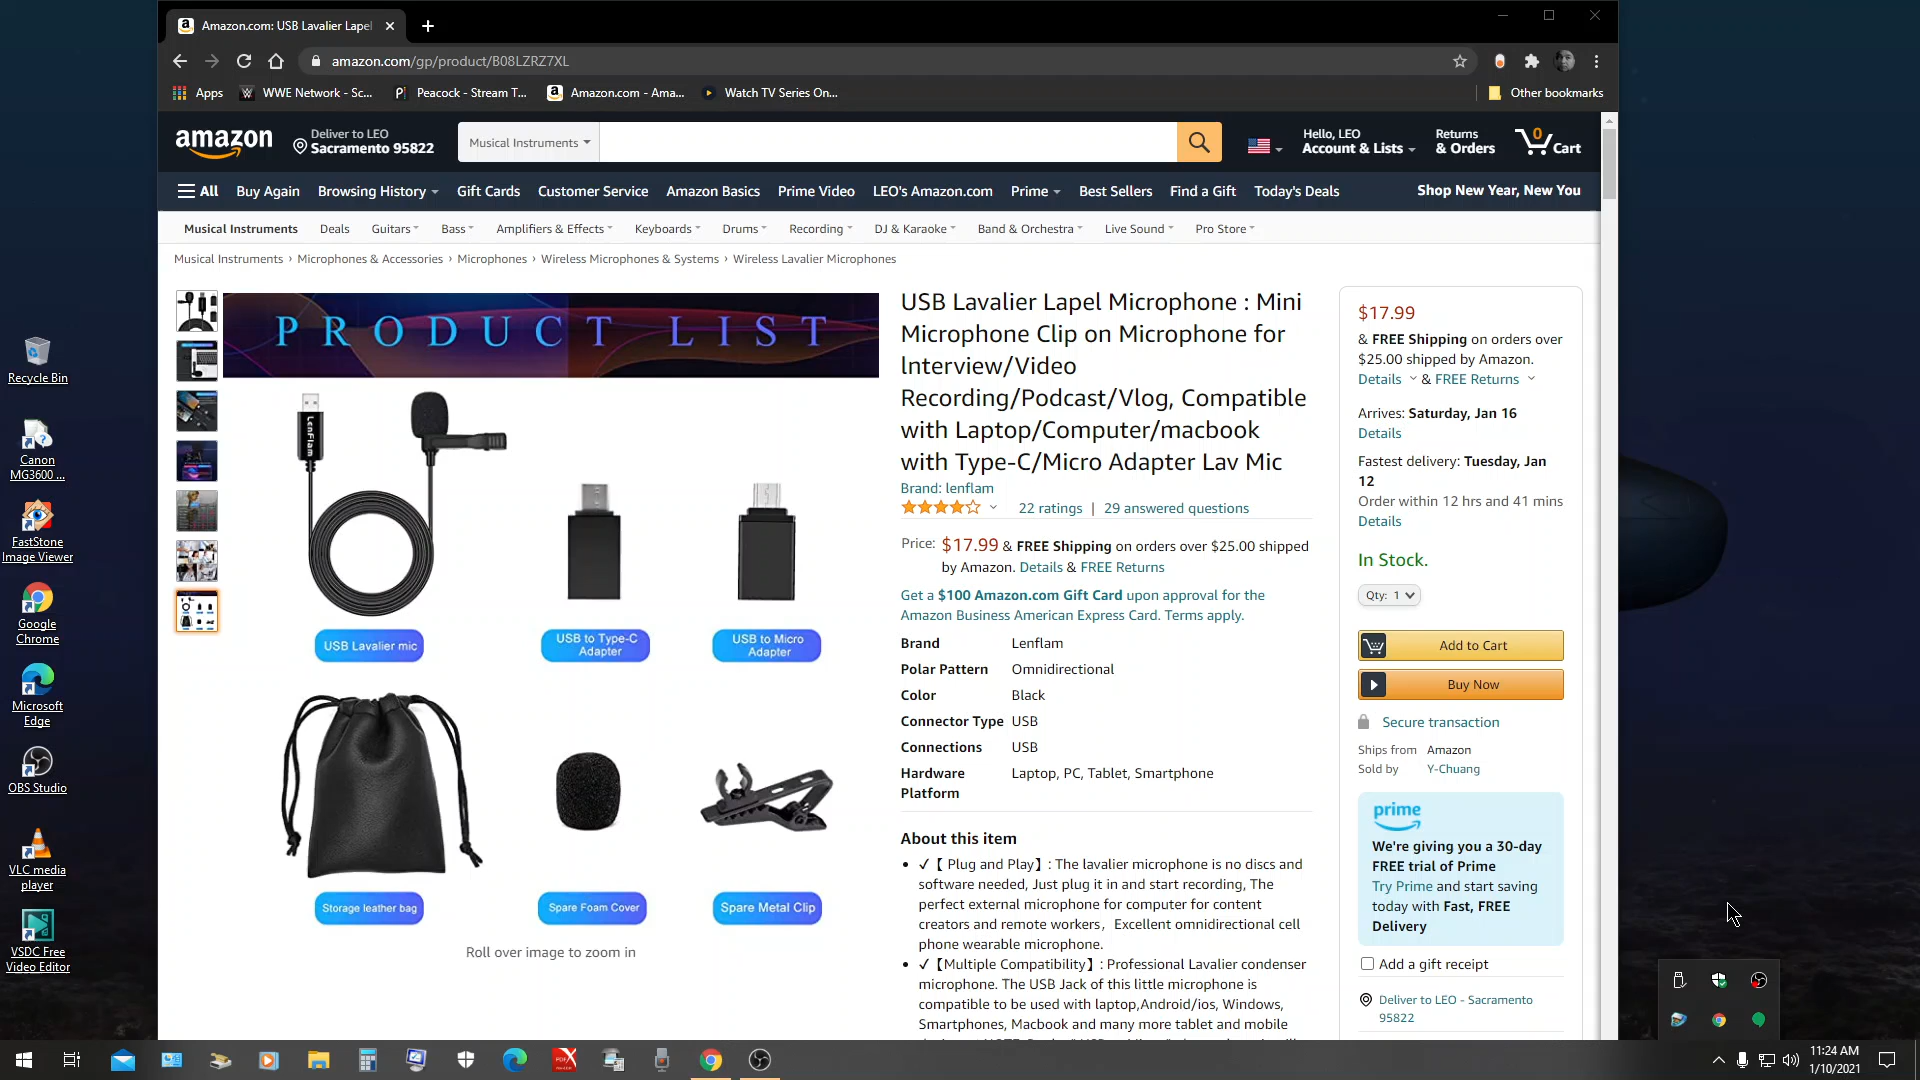 Amazon.com: USB Lavalier Lapel
amazon.com/gp/product/B08LZRZ7XL
Apps
WWE Network - Sc...
Peacock - Stream T...
Amazon.com - Ama...
Watch TV Series On...
Other bookmarks
amazon
Deliver to LEO
Sacramento 95822
Musical Instruments
Hello, LEO
Account & Lists
Returns
& Orders
0
Cart
All
Buy Again
Browsing History
Gift Cards
Customer Service
Amazon Basics
Prime Video
LEO's Amazon.com
Prime
Best Sellers
Find a Gift
Today's Deals
Shop New Year, New You
Musical Instruments
Deals
Guitars
Bass
Amplifiers & Effects
Keyboards
Drums
Recording
DJ & Karaoke
Band & Orchestra
Live Sound
Pro Store
Musical Instruments › Microphones & Accessories › Microphones › Wireless Microphones & Systems › Wireless Lavalier Microphones
PRODUCT LIST
LenFlam
USB Lavalier mic
USB to Type-C
Adapter
USB to Micro
Adapter
Storage leather bag
Spare Foam Cover
Spare Metal Clip
Roll over image to zoom in
USB Lavalier Lapel Microphone : Mini
Microphone Clip on Microphone for
lnterview/Video
Recording/Podcast/Vlog, Compatible
with Laptop/Computer/macbook
with Type-C/Micro Adapter Lav Mic
Brand: lenflam
22 ratings | 29 answered questions
Price: $17.99 & FREE Shipping on orders over $25.00 shipped
by Amazon. Details & FREE Returns
Get a $100 Amazon.com Gift Card upon approval for the
Amazon Business American Express Card. Terms apply.
Brand Lenflam
Polar Pattern Omnidirectional
Color Black
Connector Type USB
Connections USB
Hardware Laptop, PC, Tablet, Smartphone
Platform
About this item
• ✓【 Plug and Play】: The lavalier microphone is no discs and
software needed, Just plug it in and start recording, The
perfect external microphone for computer for content
creators and remote workers，Excellent omnidirectional cell
phone wearable microphone.
• ✓【Multiple Compatibility】: Professional Lavalier condenser
microphone. The USB Jack of this little microphone is
compatible to be used with laptop,Android/ios, Windows,
Smartphones, Macbook and many more tablet and mobile
$17.99
& FREE Shipping on orders over
$25.00 shipped by Amazon.
Details & FREE Returns
Arrives: Saturday, Jan 16
Details
Fastest delivery: Tuesday, Jan
12
Order within 12 hrs and 41 mins
Details
In Stock.
Qty: 1
Add to Cart
Buy Now
Secure transaction
Ships from Amazon
Sold by Y-Chuang
prime
We're giving you a 30-day
FREE trial of Prime
Try Prime and start saving
today with Fast, FREE
Delivery
Add a gift receipt
Deliver to LEO - Sacramento
95822
Recycle Bin
Canon
MG3600 ...
FastStone
Image Viewer
Google
Chrome
Microsoft
Edge
OBS Studio
VLC media
player
VSDC Free
Video Editor
11:24 AM
1/10/2021